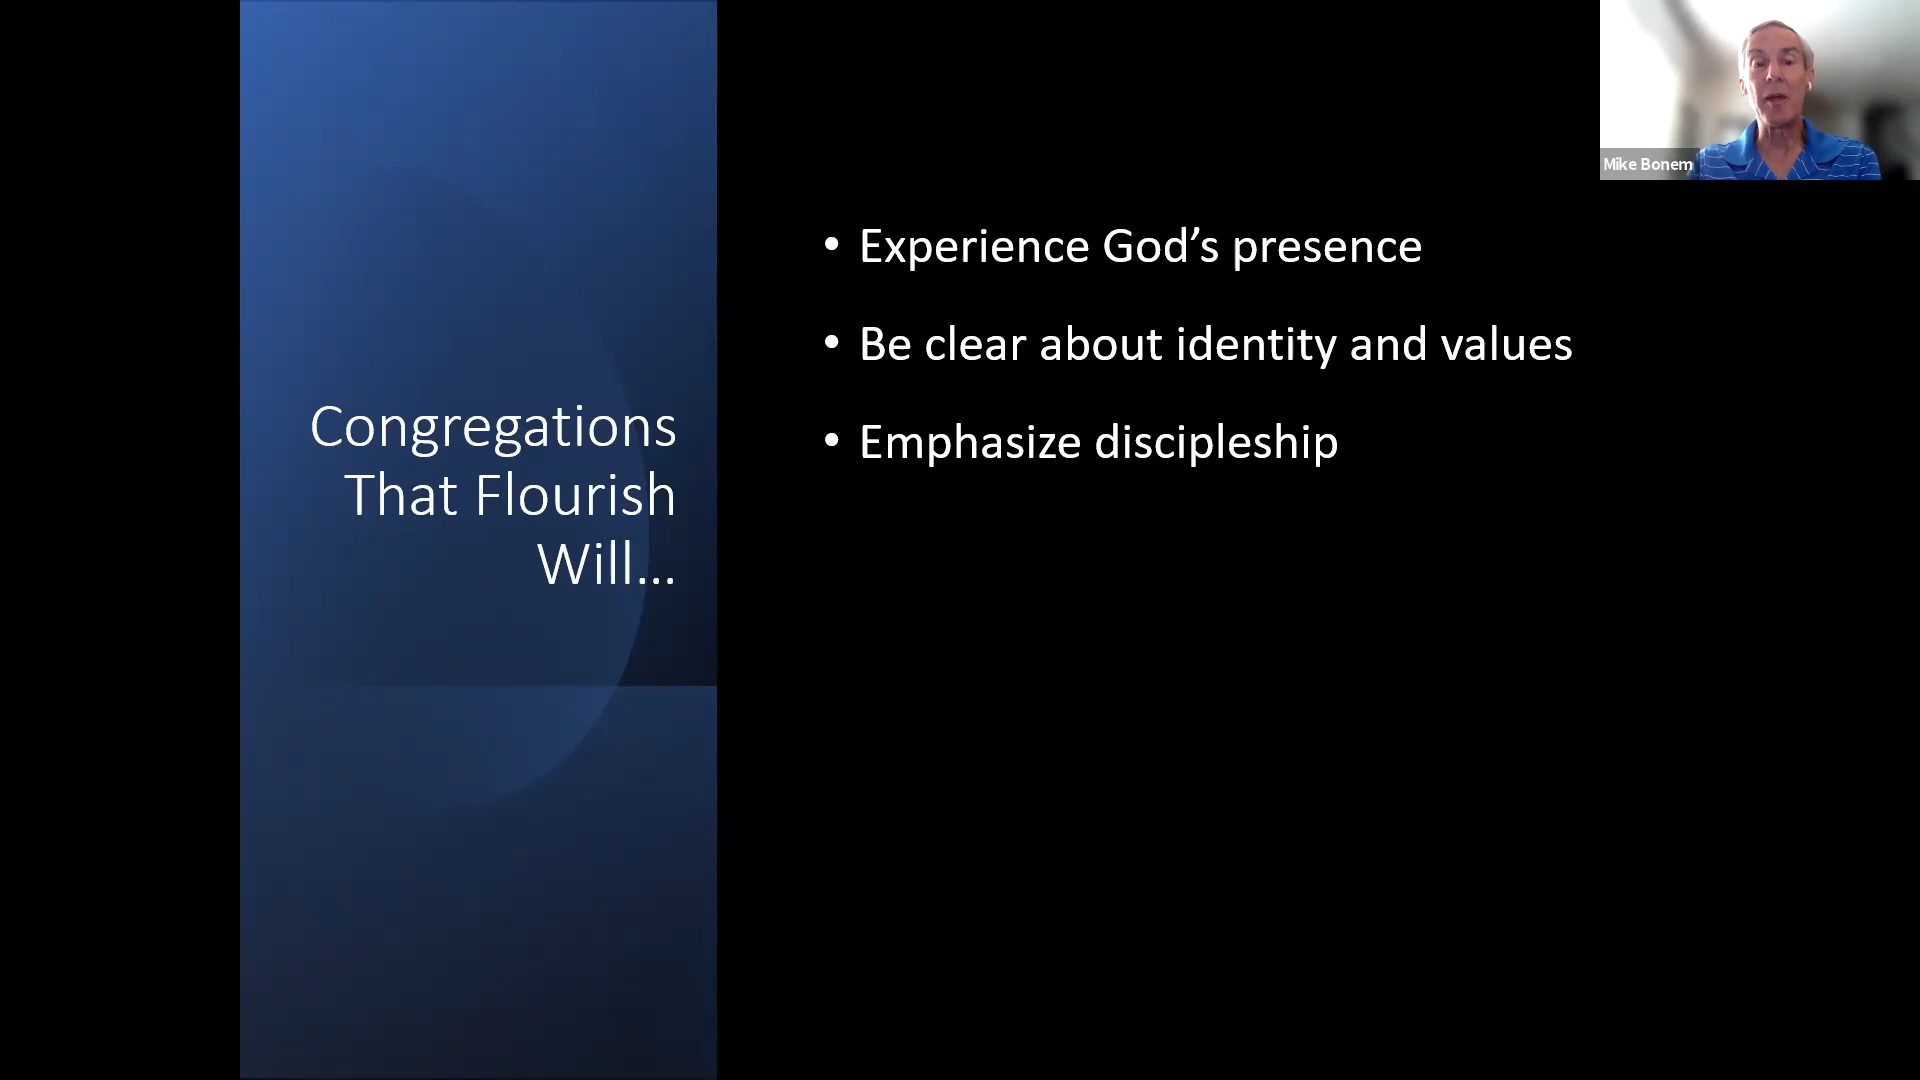 Congregations
That Flourish
Will...
• Experience God’s presence
• Be clear about identity and values
• Emphasize discipleship
Mike Bonem